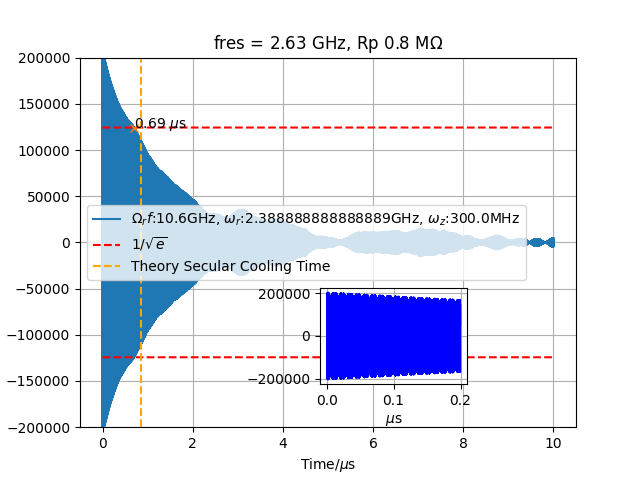 fres = 2.63 GHz, Rp 0.8 MΩ
200000
150000
0.69 μs
100000
50000
Ω_rf:10.6GHz, ω_r:2.388888888888889GHz, ω_z:300.0MHz
0
1/√e
Theory Secular Cooling Time
−50000
200000
−100000
0
−150000
−200000
0.0 0.1 0.2
μs
−200000
0 2 4 6 8 10
Time/μs